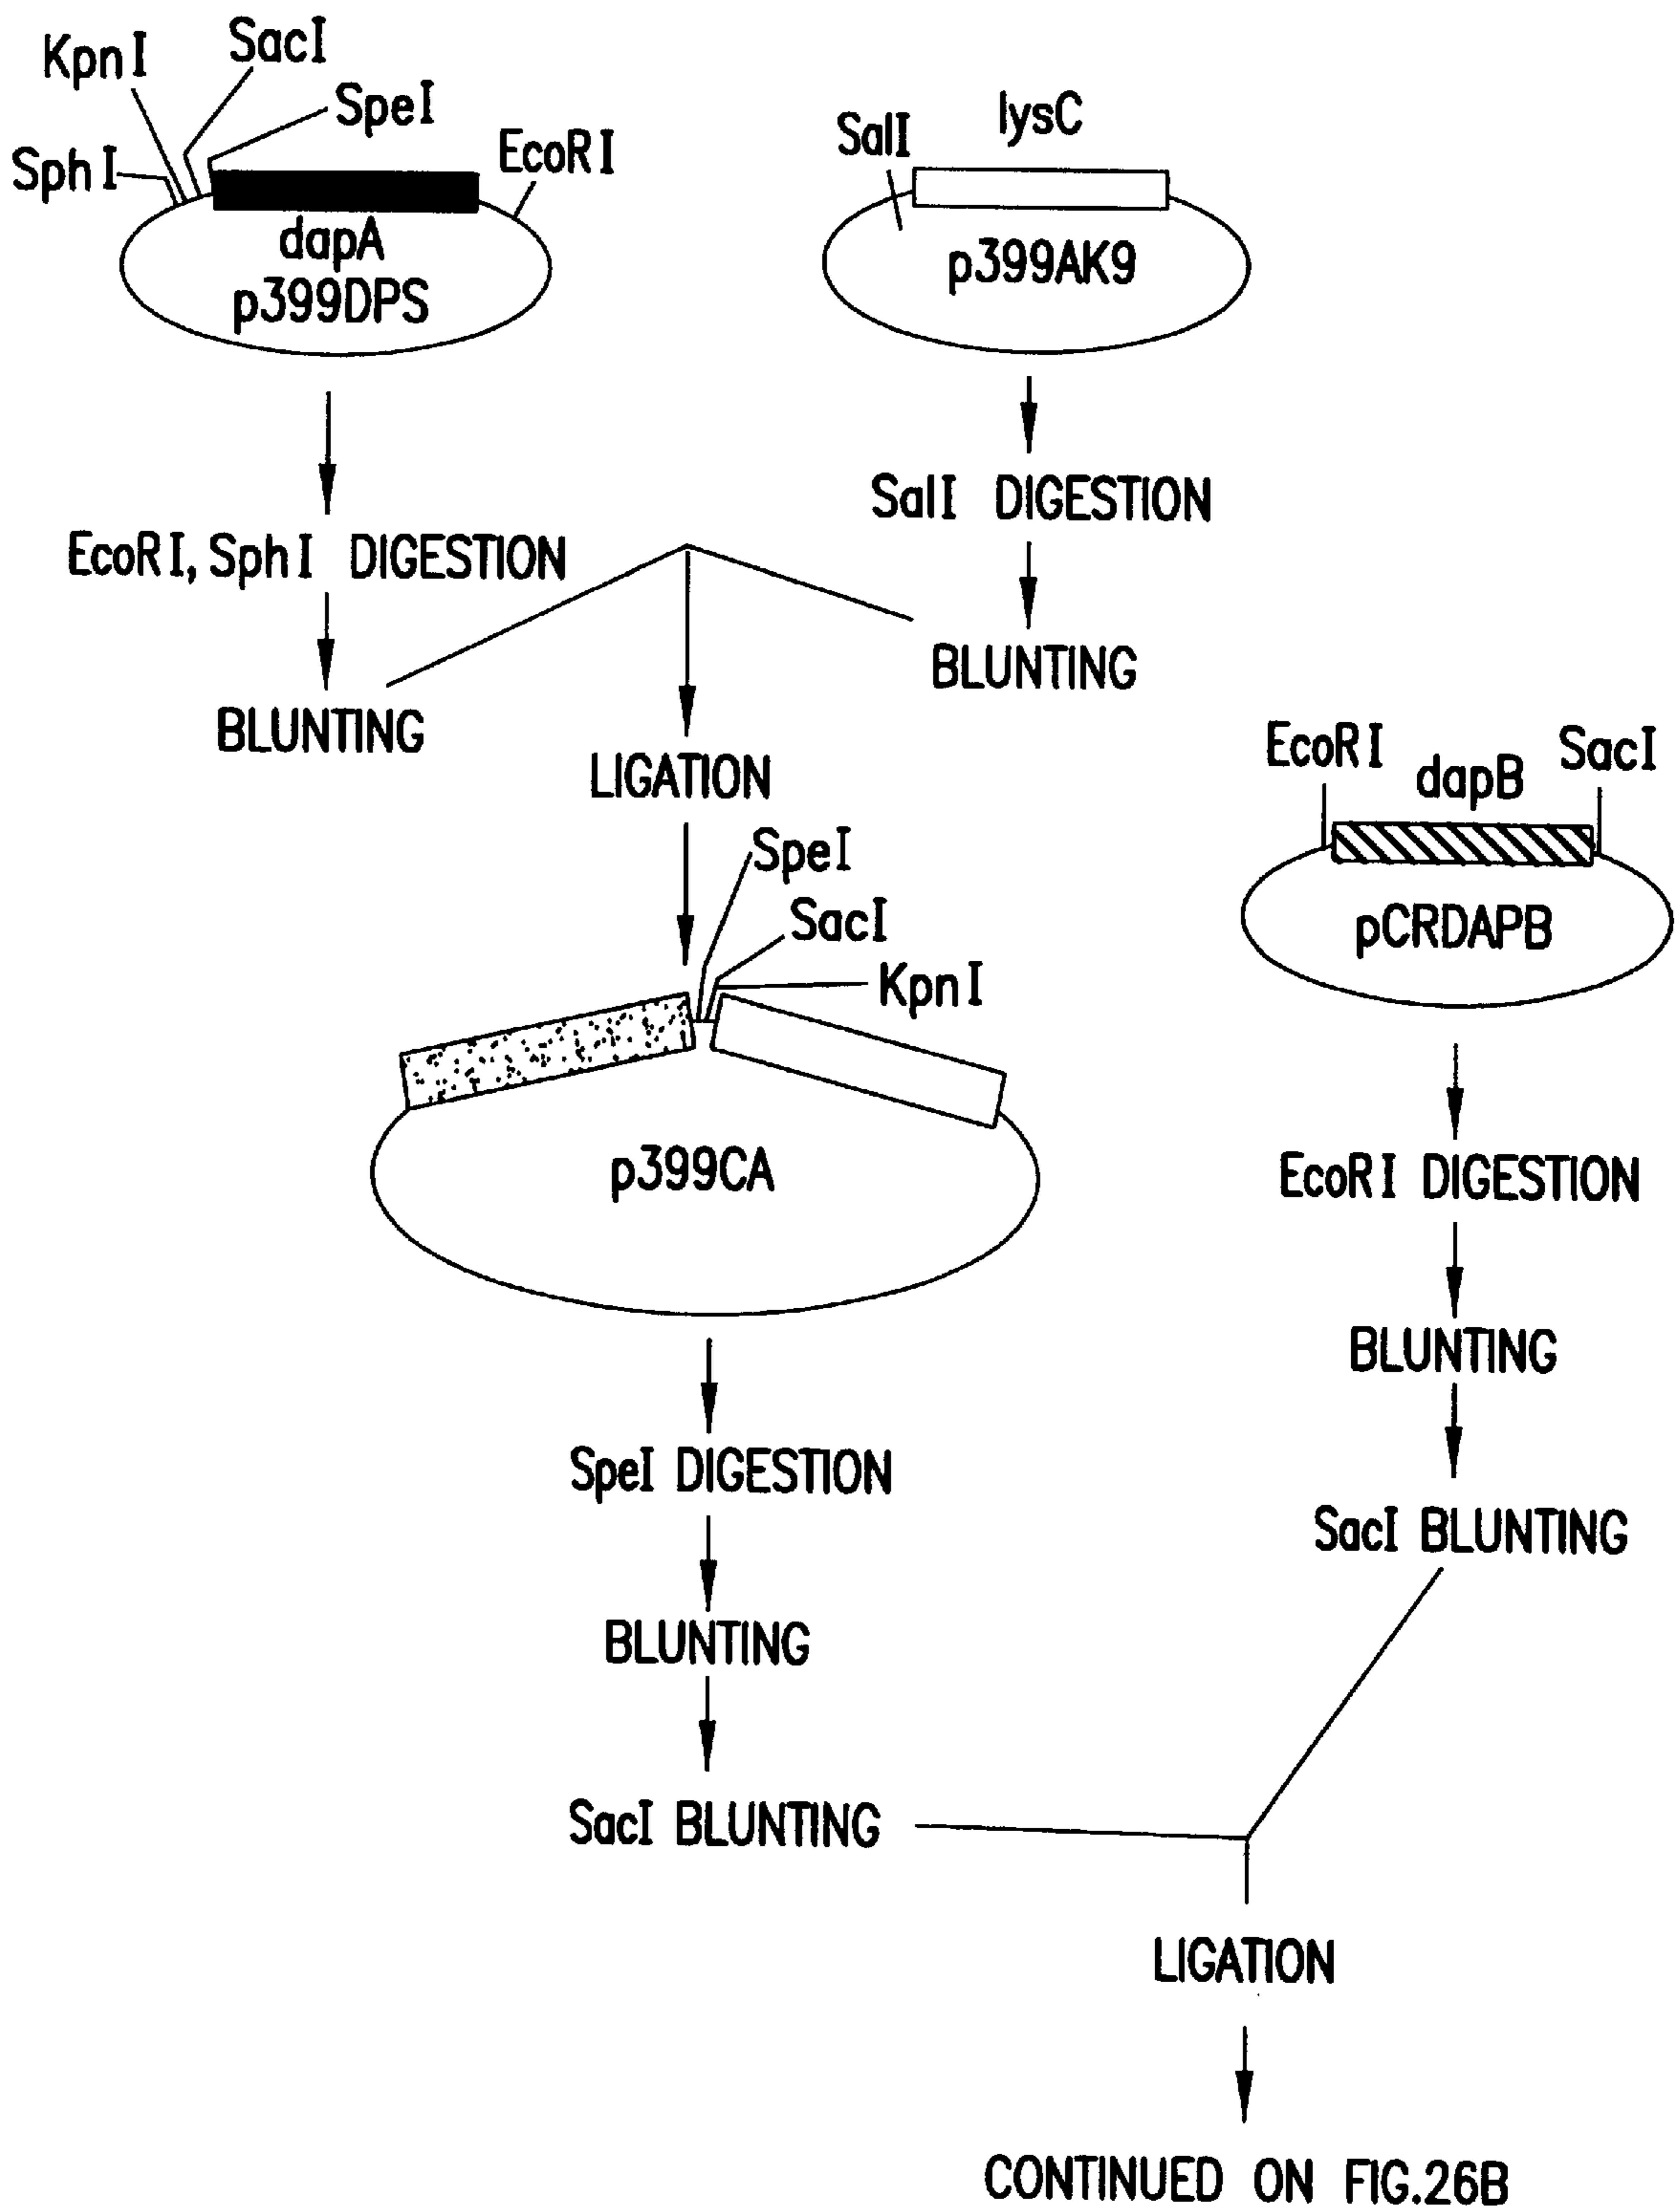 KpnI
SacI
SpeI
SphI
EcoRI
dapA
p399DPS
SalI
lysC
p399AK9
SalI DIGESTION
EcoRI, SphI DIGESTION
BLUNTING
BLUNTING
LIGATION
EcoRI
dapB
SacI
pCRDAPB
SpeI
SacI
KpnI
p399CA
EcoRI DIGESTION
BLUNTING
SacI BLUNTING
SpeI DIGESTION
BLUNTING
SacI BLUNTING
LIGATION
CONTINUED ON FIG.26B